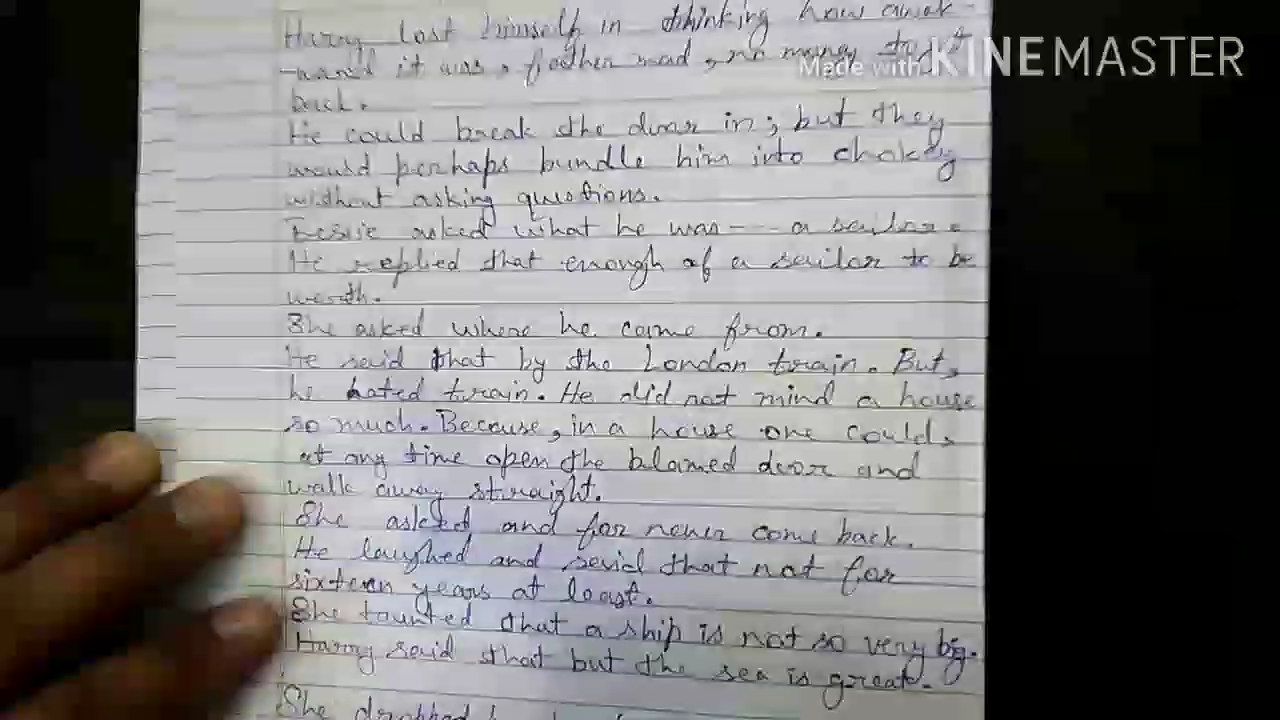 Harry lost himself in thinking how awak-
-ward it was, father mad, no money to get
back.
He could break the door in; but they
would perhaps bundle him into chokey
without asking questions.
Bessie asked what he was --- a sailor.
He replied that enough of a sailor to be
worth.
She asked where he came from.
He said that by the London train. But,
he hated train. He did not mind a house
so much. Because, in a house one could,
at any time open the blamed door and
walk away straight.
She asked and for never come back.
He laughed and said that not for
sixteen years at least.
She taunted that a ship is not so very big.
Harry said that but the sea is great.
She dropped
Made with KINEMASTER